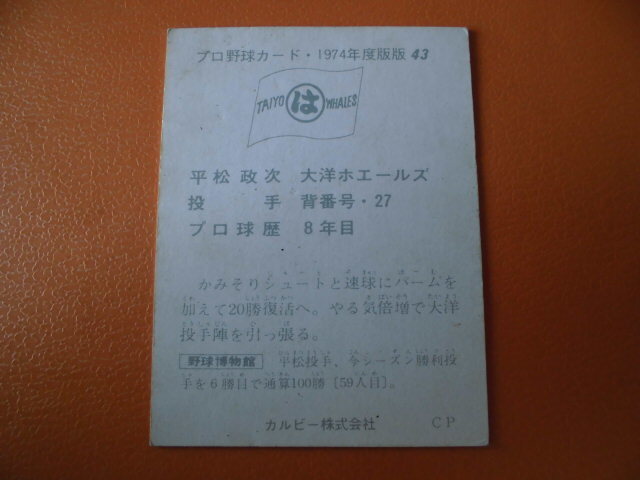 プロ野球カード・1974年度版版 43
TAIYO は WHALES
平松政次 大洋ホエールズ
投手 背番号・27
プロ球歴 8年目
かみそりシュートと速球にパームを
加えて20勝復活へ。やる気倍増で大洋
投手陣を引っ張る。
野球博物館 平松投手、今シーズン勝利投
手を6勝目で通算100勝〔59人目〕。
カルビー株式会社 CP